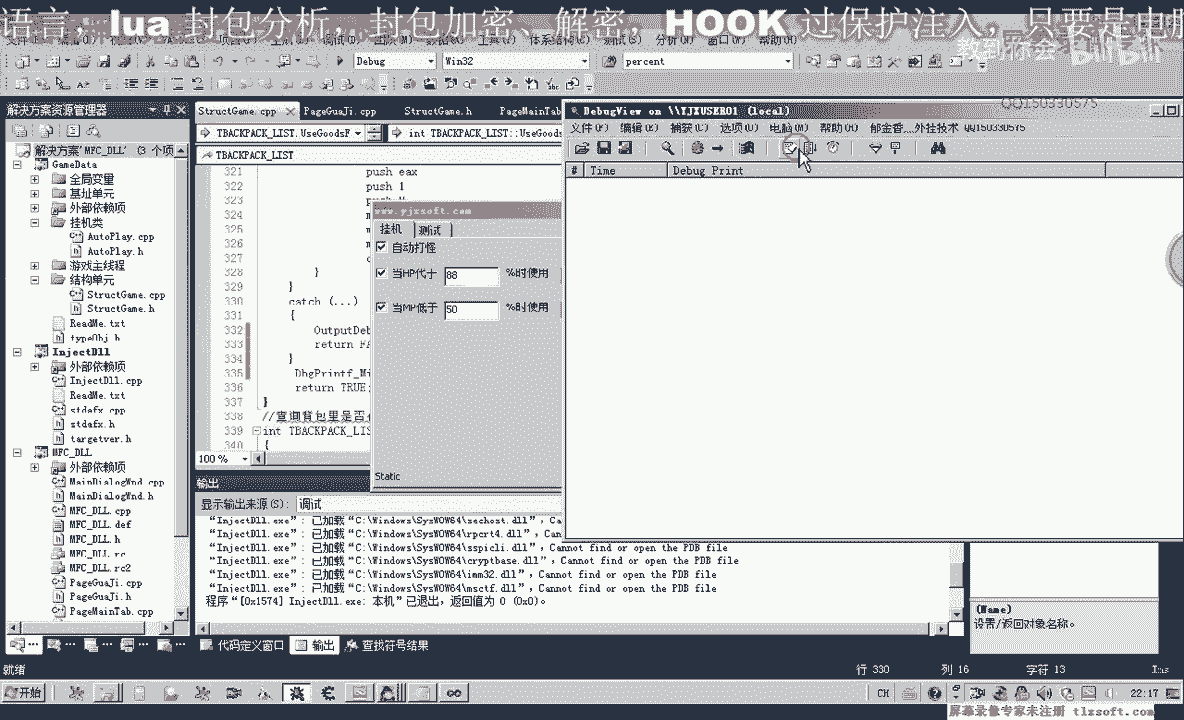 语言，lua 封包分析、封包加密、解密。HOOK 过保护注入，只要是电脑
教到你会
QQ150330575
Debug
Win32
percent
解决方案资源管理器
解决方案'MFC_DLL' (3 个项
GameData
全局变量
基址单元
外部依赖项
挂机类
AutoPlay.cpp
AutoPlay.h
游戏主线程
结构单元
StructGame.cpp
StructGame.h
ReadMe.txt
typeObj.h
InjectDll
外部依赖项
InjectDll.cpp
ReadMe.txt
stdafx.cpp
stdafx.h
targetver.h
MFC_DLL
外部依赖项
MainDialogWnd.cpp
MainDialogWnd.h
MFC_DLL.cpp
MFC_DLL.def
MFC_DLL.h
MFC_DLL.rc
MFC_DLL.rc2
PageGuaJi.cpp
PageGuaJi.h
PageMainTab.cpp
StructGame.cpp
PageGuaJi.cpp
StructGame.h
PageMainTab
TBACKPACK_LIST.UseGoodsF
int TBACKPACK_LIST::UseGoods
TBACKPACK_LIST
321 push eax
322 push 1
323
324
325
326
327
328 }
329 }
330 catch (...)
331 {
332 OutputDeb
333 return FA
334 }
335 DbgPrintf_Mi
336 return TRUE;
337 }
338 //查询背包里是否
339 int TBACKPACK_LIST
340 {
100 %
www.yjxsoft.com
挂机 测试
自动打怪
当HP代于 88 %时使用
当MP低于 50 %时使用
Static
DebugView on \\YJXUSER01 (local)
文件(F) 编辑(E) 捕获(C) 选项(O) 电脑(M) 帮助(H) 郁金香...外挂技术 QQ150330575
# Time Debug Print
输出
显示输出来源(S): 调试
“InjectDll.exe”: 已加载“C:\Windows\SysWOW64\sechost.dll”, Ca
“InjectDll.exe”: 已加载“C:\Windows\SysWOW64\rpcrt4.dll”, Can
“InjectDll.exe”: 已加载“C:\Windows\SysWOW64\sspicli.dll”, Cannot find or open the PDB file
“InjectDll.exe”: 已加载“C:\Windows\SysWOW64\cryptbase.dll”, Cannot find or open the PDB file
“InjectDll.exe”: 已加载“C:\Windows\SysWOW64\imm32.dll”, Cannot find or open the PDB file
“InjectDll.exe”: 已加载“C:\Windows\SysWOW64\msctf.dll”, Cannot find or open the PDB file
程序“[0x1574] InjectDll.exe: 本机”已退出，返回值为 0 (0x0)。
(Name)
设置/返回对象名称。
代码定义窗口 输出 查找符号结果
就绪
行 330
列 16
字符 13
Ins
开始
CH
22:17
屏幕录像专家未注册 tlxsoft.com